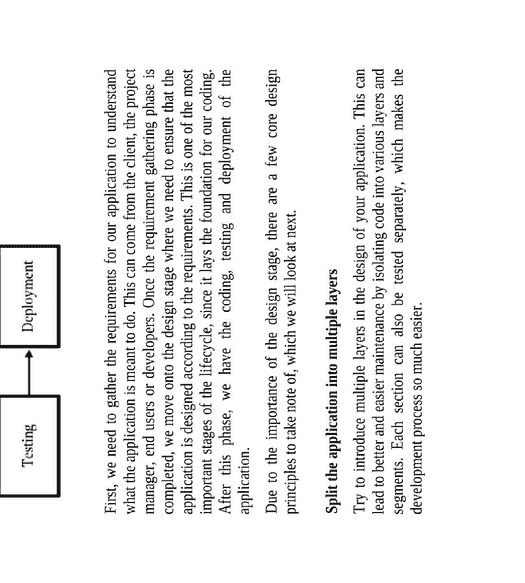 Testing
Deployment
First, we need to gather the requirements for our application to understand
what the application is meant to do. This can come from the client, the project
manager, end users or developers. Once the requirement gathering phase is
completed, we move onto the design stage where we need to ensure that the
application is designed according to the requirements. This is one of the most
important stages of the lifecycle, since it lays the foundation for our coding.
After this phase, we have the coding, testing and deployment of the
application.
Due to the importance of the design stage, there are a few core design
principles to take note of, which we will look at next.
Split the application into multiple layers
Try to introduce multiple layers in the design of your application. This can
lead to better and easier maintenance by isolating code into various layers and
segments. Each section can also be tested separately, which makes the
development process so much easier.